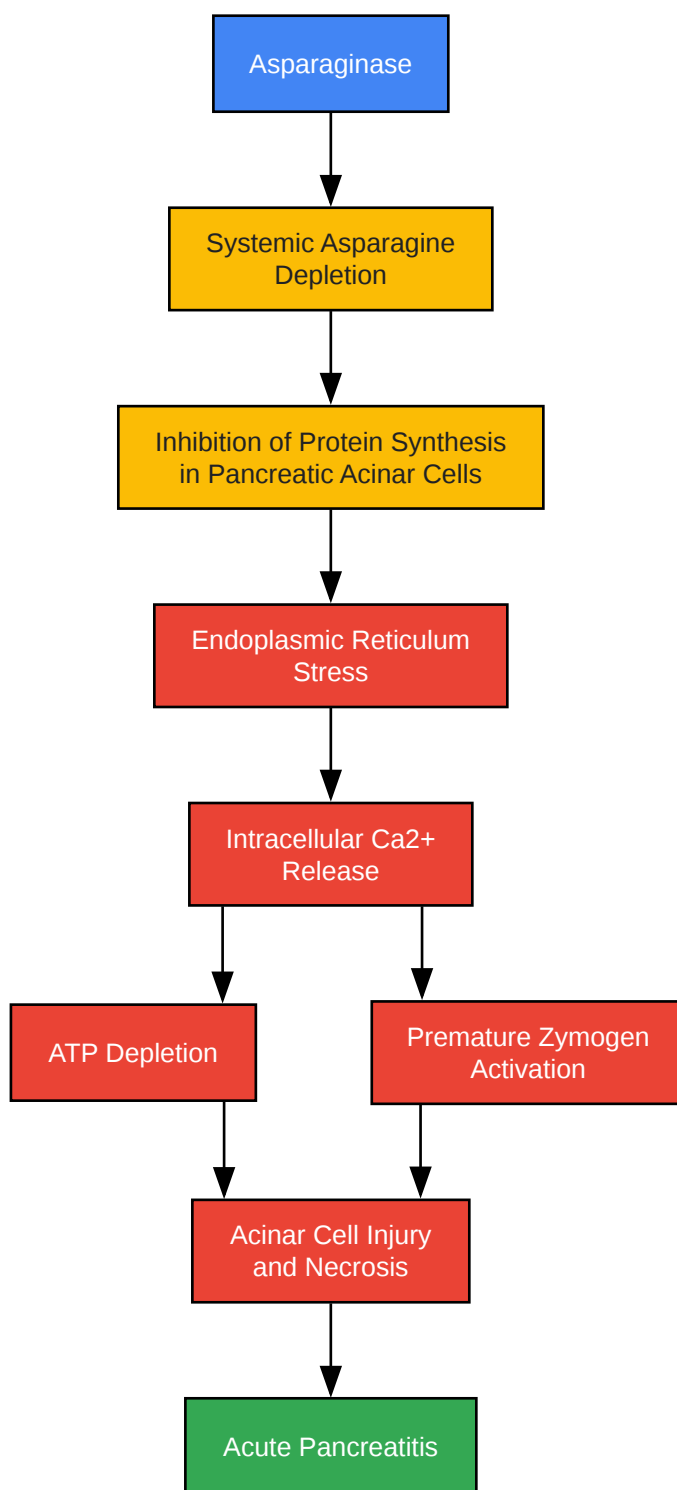 Asparaginase
Systemic Asparagine
Depletion
Inhibition of Protein Synthesis
in Pancreatic Acinar Cells
Endoplasmic Reticulum
Stress
Intracellular Ca2+
Release
ATP Depletion
Premature Zymogen
Activation
Acinar Cell Injury
and Necrosis
Acute Pancreatitis